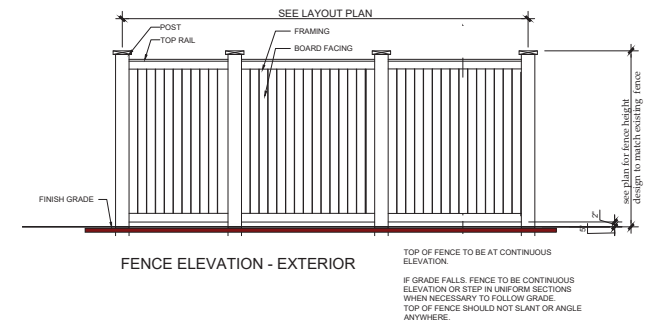 SEE LAYOUT PLAN
POST
TOP RAIL
FRAMING
BOARD FACING
see plan for fence height
design to match existing fence
FINISH GRADE
2"
5"
FENCE ELEVATION - EXTERIOR
TOP OF FENCE TO BE AT CONTINUOUS
ELEVATION.
IF GRADE FALLS. FENCE TO BE CONTINUOUS
ELEVATION OR STEP IN UNIFORM SECTIONS
WHEN NECESSARY TO FOLLOW GRADE.
TOP OF FENCE SHOULD NOT SLANT OR ANGLE
ANYWHERE.